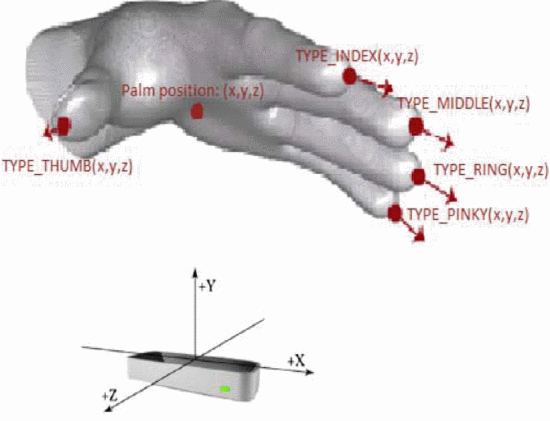 TYPE_INDEX(x,y,z)
Palm position: (x,y,z)
TYPE_MIDDLE(x,y,z)
TYPE_THUMB(x,y,z)
TYPE_RING(x,y,z)
TYPE_PINKY(x,y,z)
+Y
+X
+Z